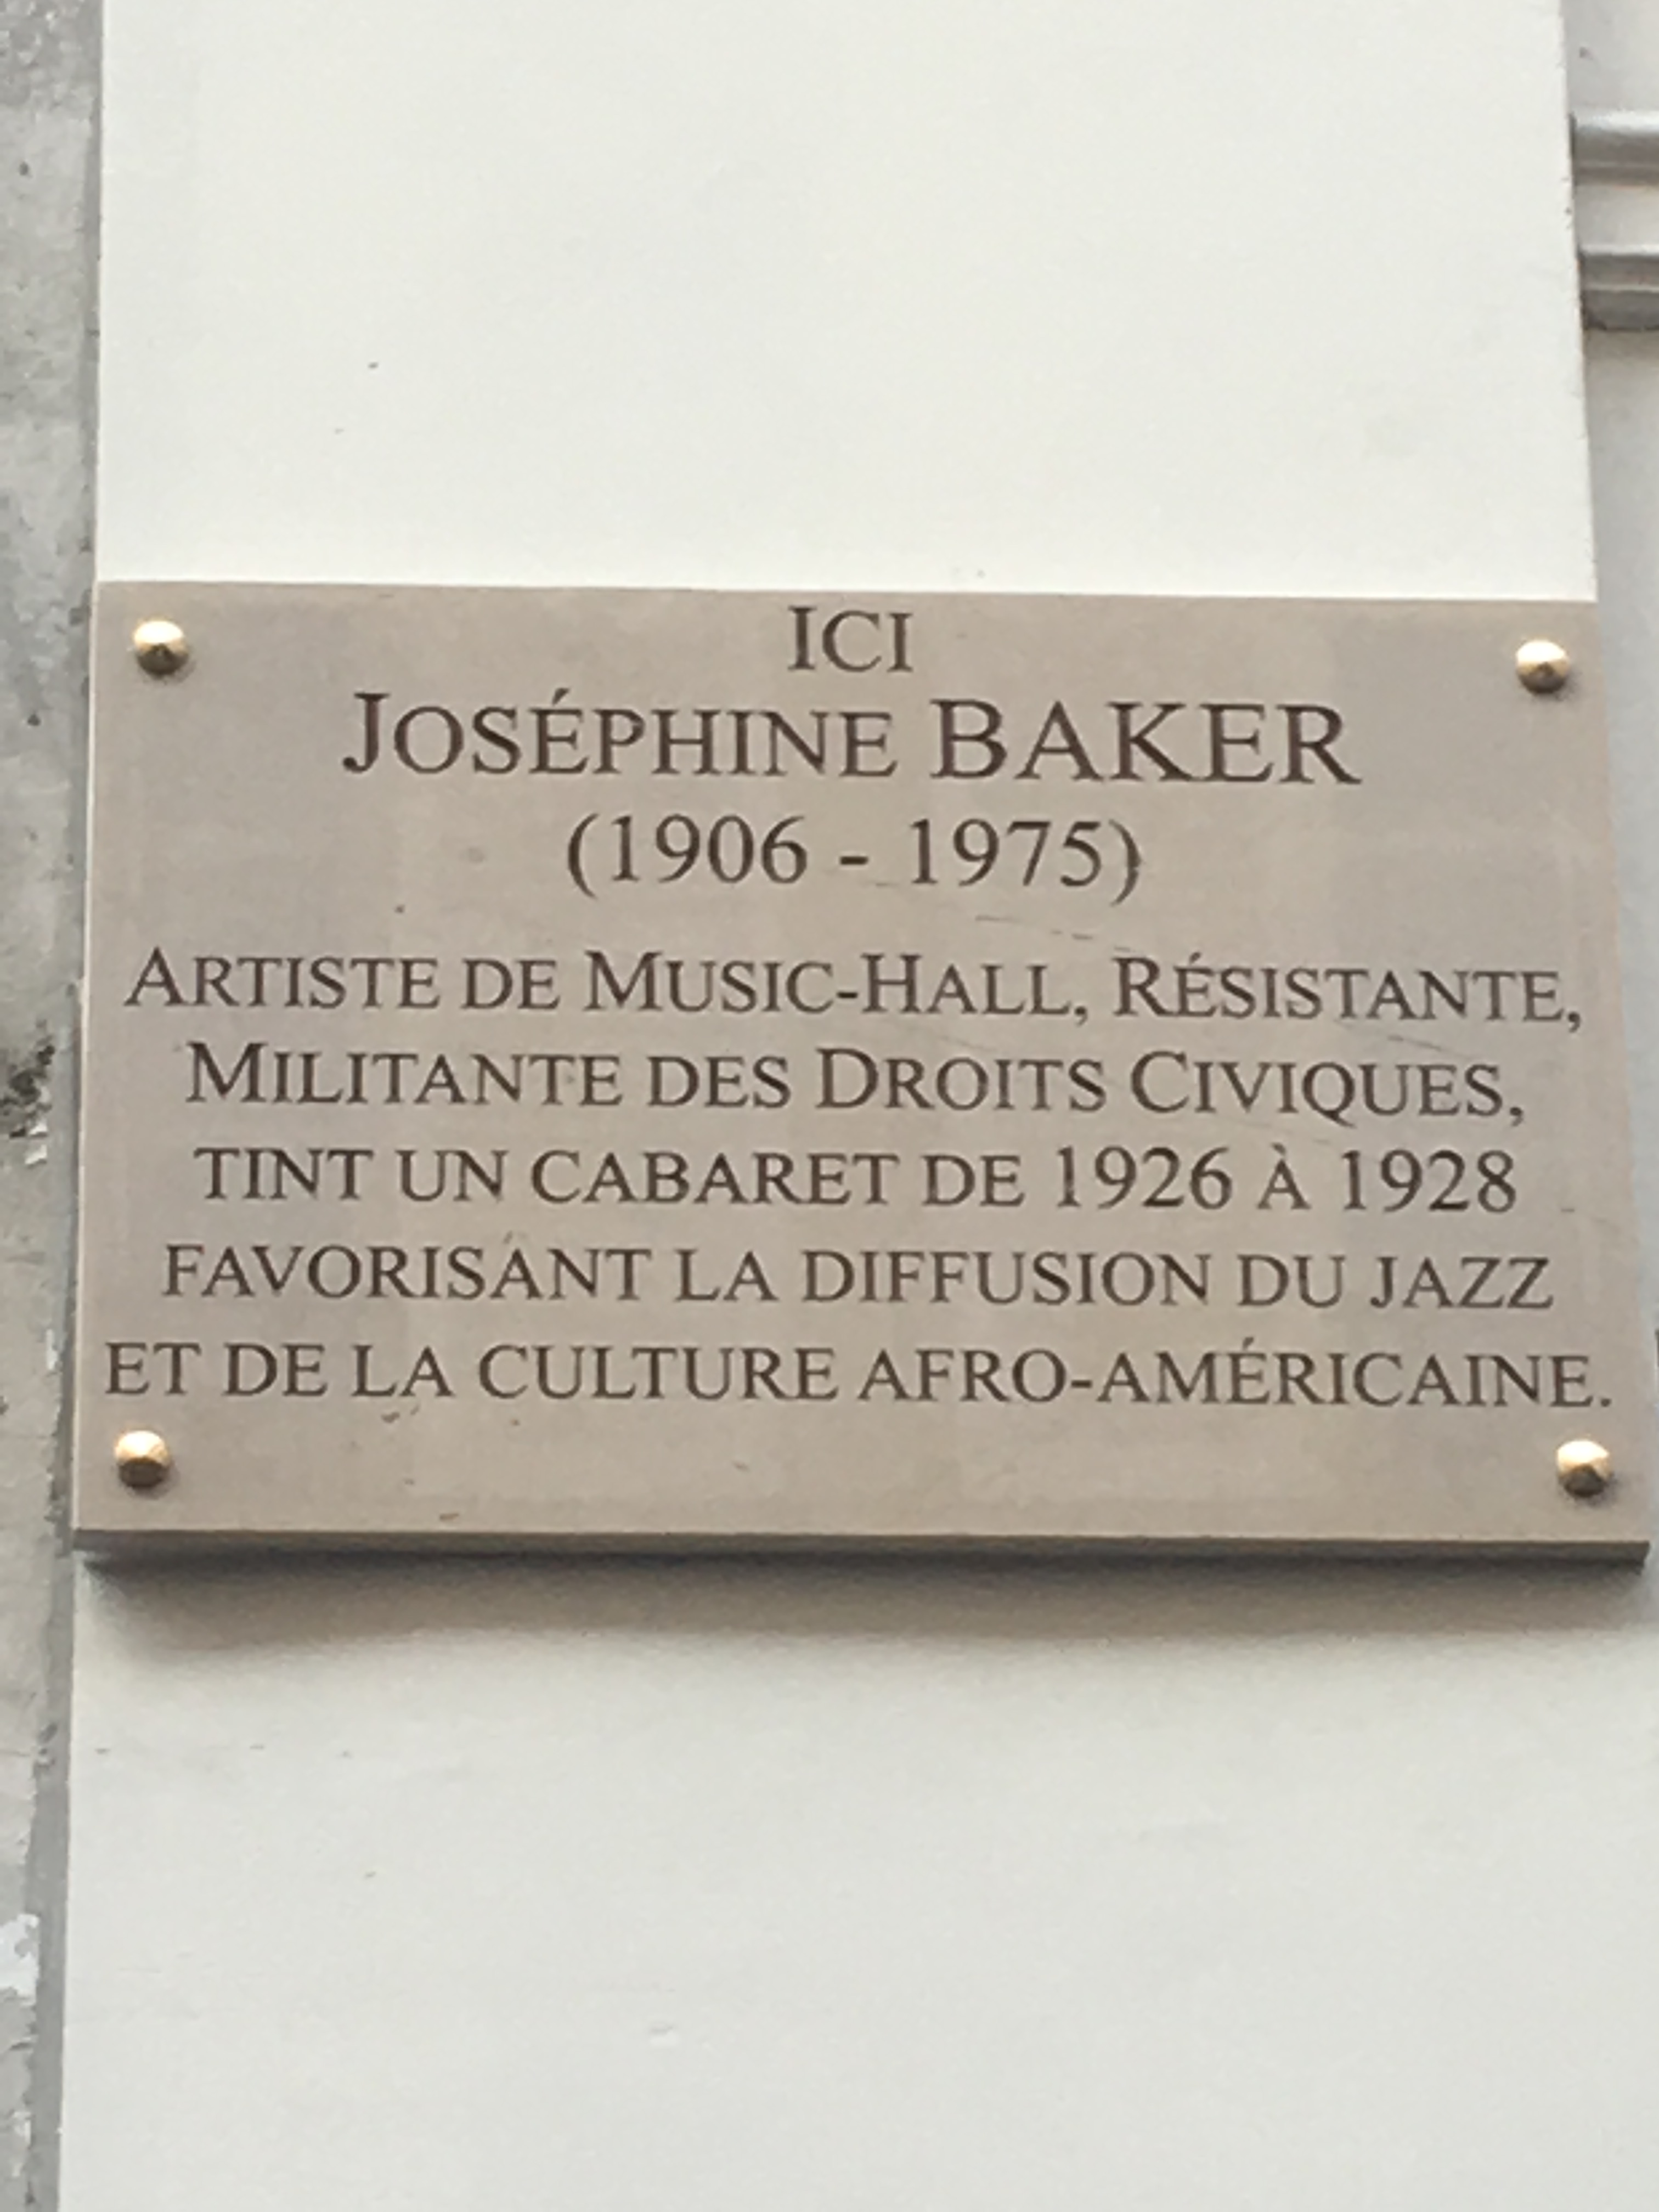 ICI
JOSÉPHINE BAKER
(1906 - 1975)
ARTISTE DE MUSIC-HALL, RÉSISTANTE,
MILITANTE DES DROITS CIVIQUES,
TINT UN CABARET DE 1926 À 1928
FAVORISANT LA DIFFUSION DU JAZZ
ET DE LA CULTURE AFRO-AMÉRICAINE.